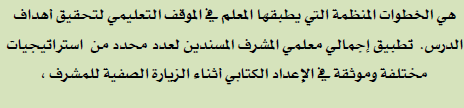 هي الخطوات المنظمة التي يطبقها المعلم في الموقف التعليمي لتحقيق أهداف
الدرس. تطبيق إجمالي معلمي المشرف المسندين لعدد محدد من استراتيجيات
مختلفة وموثقة في الإعداد الكتابي أثناء الزيارة الصفية للمشرف ،